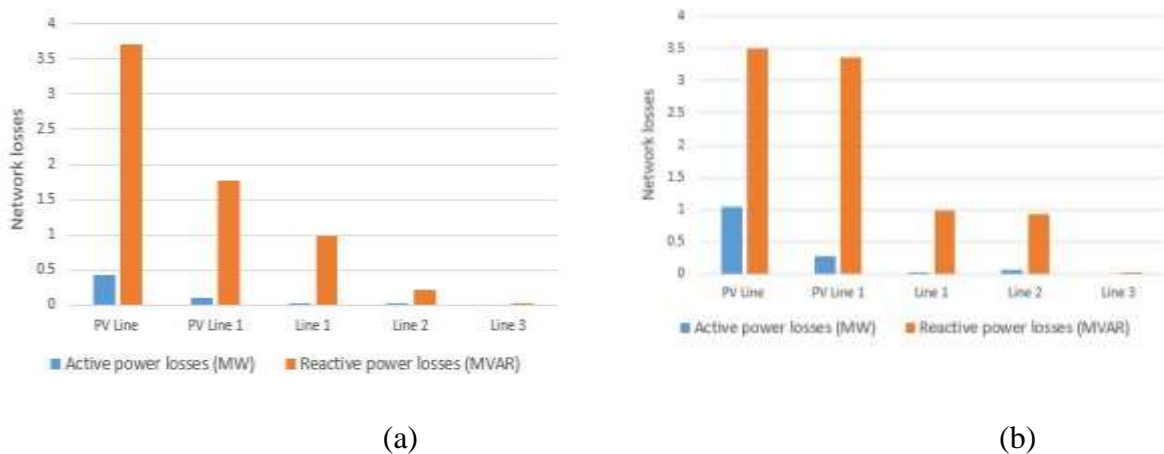 Network losses
4
3.5
3
2.5
2
1.5
1
0.5
0
PV Line PV Line 1 Line 1 Line 2 Line 3
Active power losses (MW) Reactive power losses (MVAR)
(a)
Network losses
4
3.5
3
2.5
2
1.5
1
0.5
0
PV Line PV Line 1 Line 1 Line 2 Line 3
Active power losses (MW) Reactive power losses (MVAR)
(b)